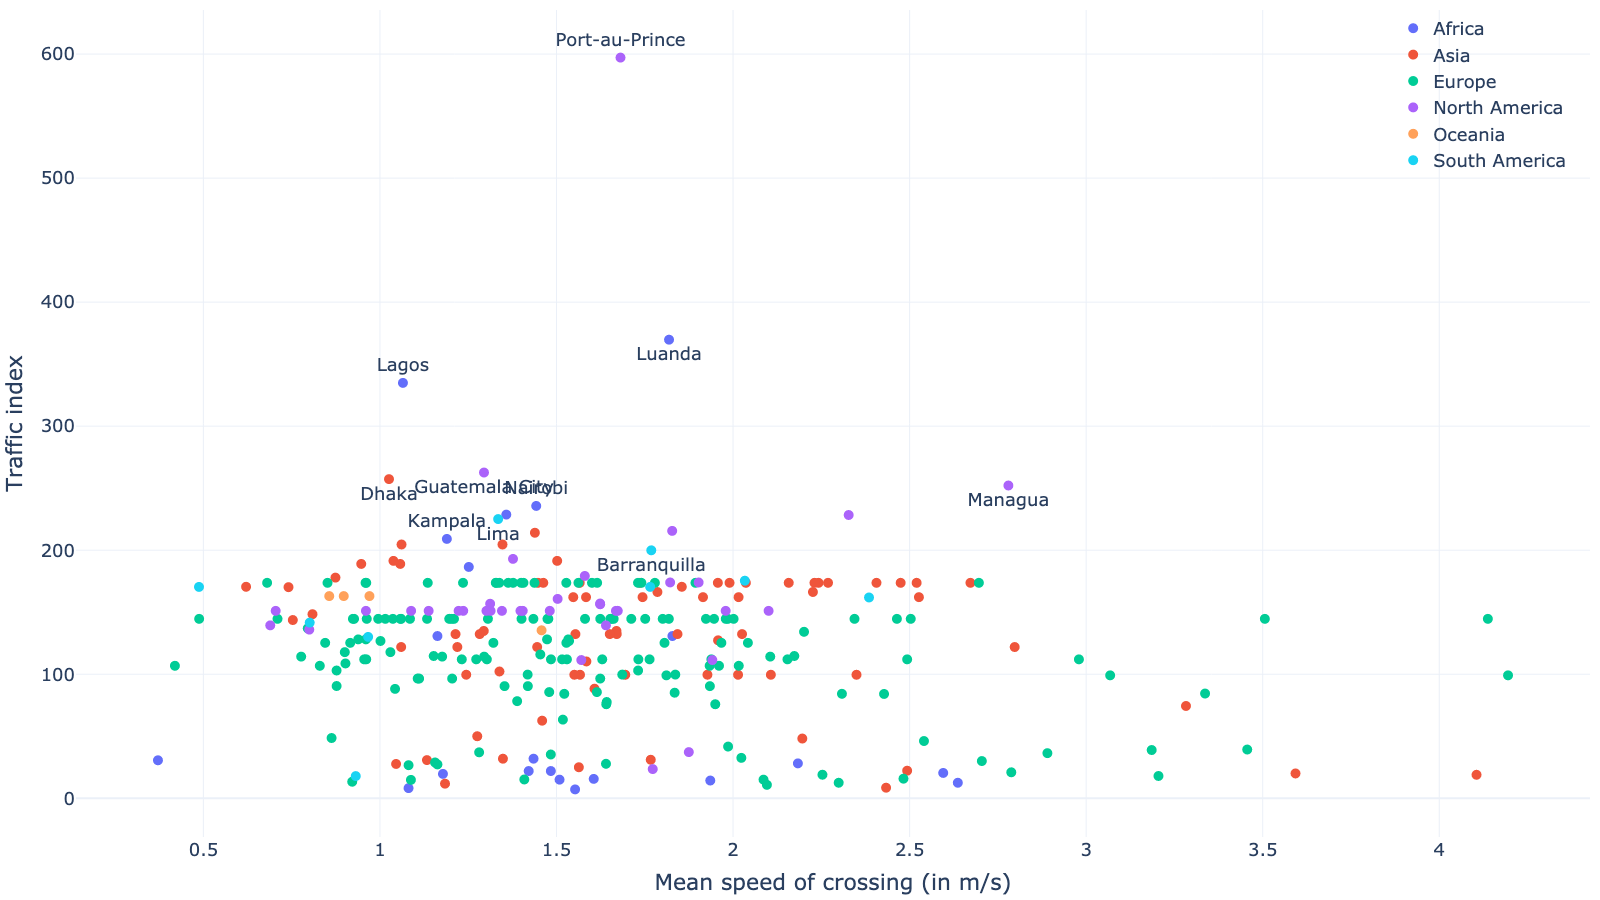 Africa
Asia
Europe
North America
Oceania
South America
Port-au-Prince
Luanda
Lagos
Dhaka
Guatemala City
Nairobi
Managua
Kampala
Lima
Barranquilla
600
500
400
300
200
100
0
Traffic index
0.5
1
1.5
2
2.5
3
3.5
4
Mean speed of crossing (in m/s)